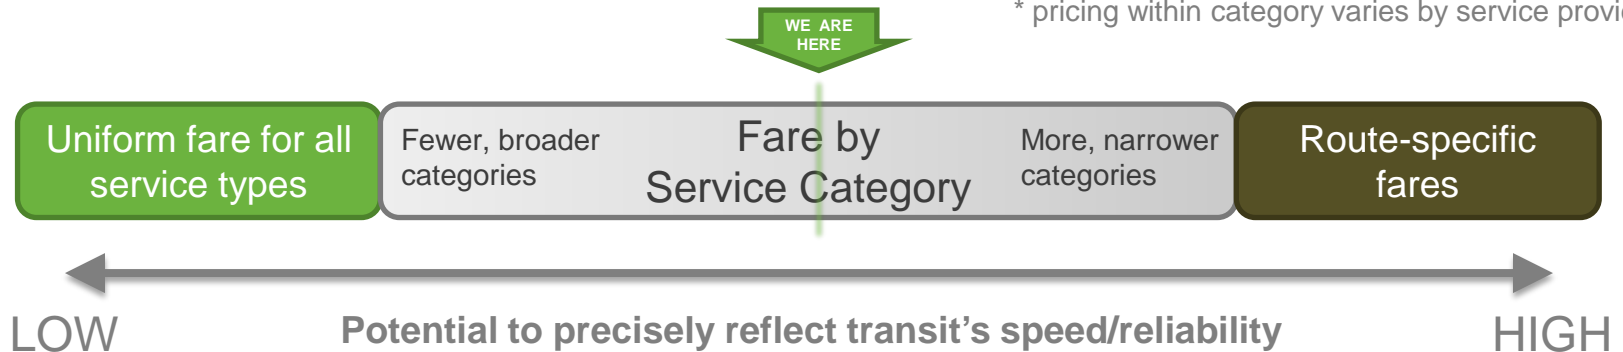 * pricing within category varies by service
WE ARE
HERE
Uniform fare for all
service types
Fewer, broader
categories
Fare by
Service Category
More, narrower
categories
Route-specific
fares
LOW
Potential to precisely reflect transit’s speed/reliability
HIGH